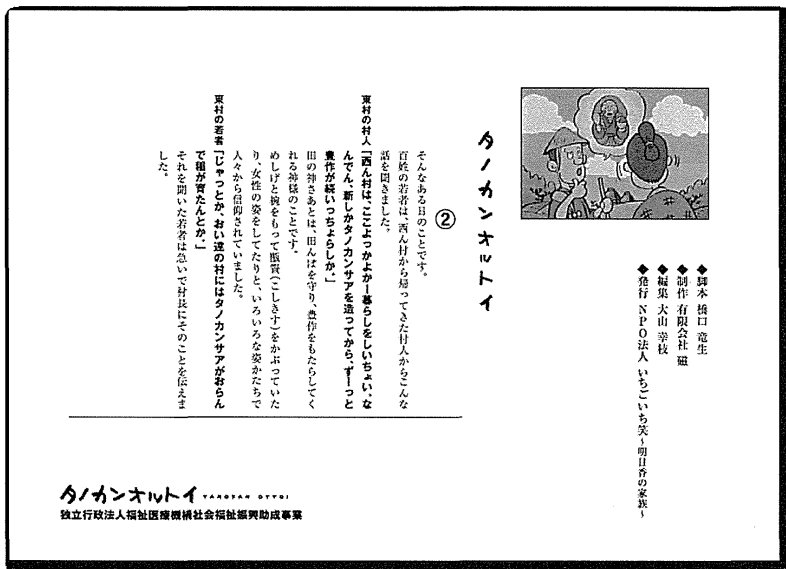 ◆脚本 橋口 竜生
◆制作 有限会社 磁
◆編集 大山 幸枝
◆発行 NPO法人 いちごいち笑～明日香の家族～
タノカンオットイ
②
そんなある日のことです。
百姓の若者は、西ん村から帰ってきた村人からこんな
話を聞きました。
東村の村人「西ん村は、ここよっかよかー暮らしをしいちょい、な
んでん、新しかタノカンサアを造ってから、ずーっと
豊作が続いっちょらしか。」
田の神さあとは、田んぼを守り、豊作をもたらしてく
れる神様のことです。
めしげと椀をもって甑簀(こしきす)をかぶっていた
り、女性の姿をしてたりと、いろいろな姿かたちで
人々から信仰されていました。
東村の若者「じゃっとか、おい達の村にはタノカンサアがおらん
で稲が育たんとか。」
それを聞いた若者は急いで村長にそのことを伝えま
した。
タノカンオットイ TANOKAN OTTOI
独立行政法人福祉医療機構社会福祉振興助成事業